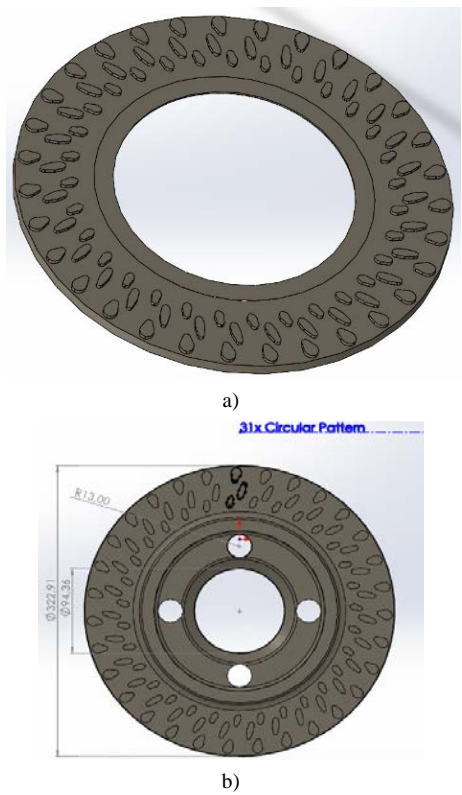 a)
31x Circular Pattern
R13.00
Ø322.91
Ø94.36
b)